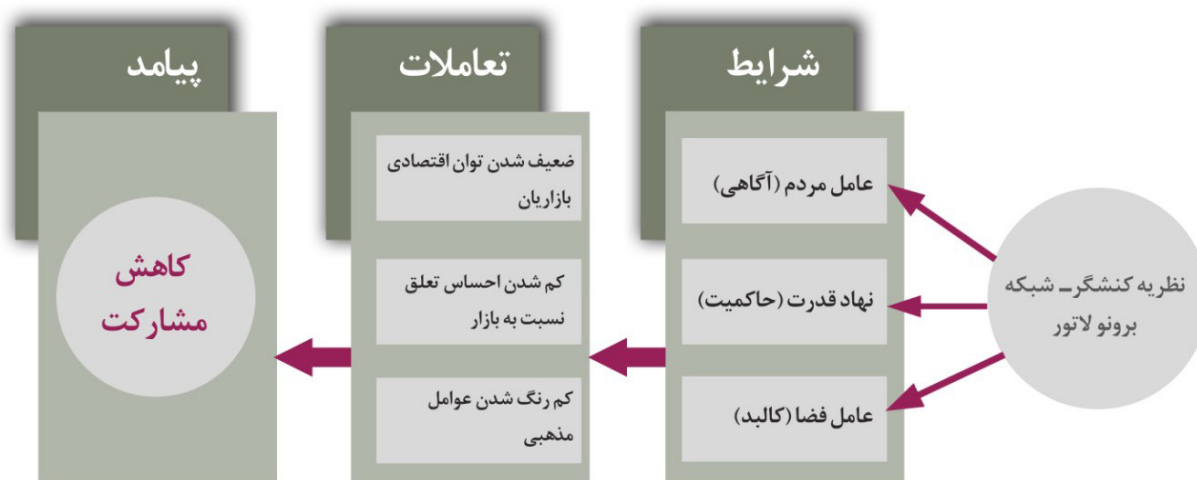 شرایط
تعاملات
پیامد
نظریه کنشگر ـ شبکه
برونو لاتور
عامل مردم (آگاهی)
نهاد قدرت (حاکمیت)
عامل فضا (کالبد)
ضعیف شدن توان اقتصادی
بازاریان
کم شدن احساس تعلق
نسبت به بازار
کم رنگ شدن عوامل
مذهبی
کاهش
مشارکت